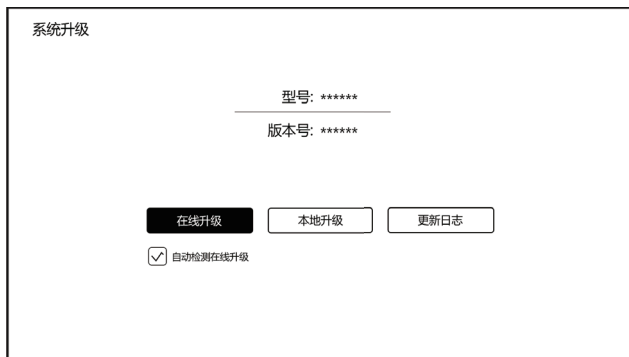 系统升级
型号: ******
版本号: ******
在线升级
本地升级
更新日志
自动检测在线升级